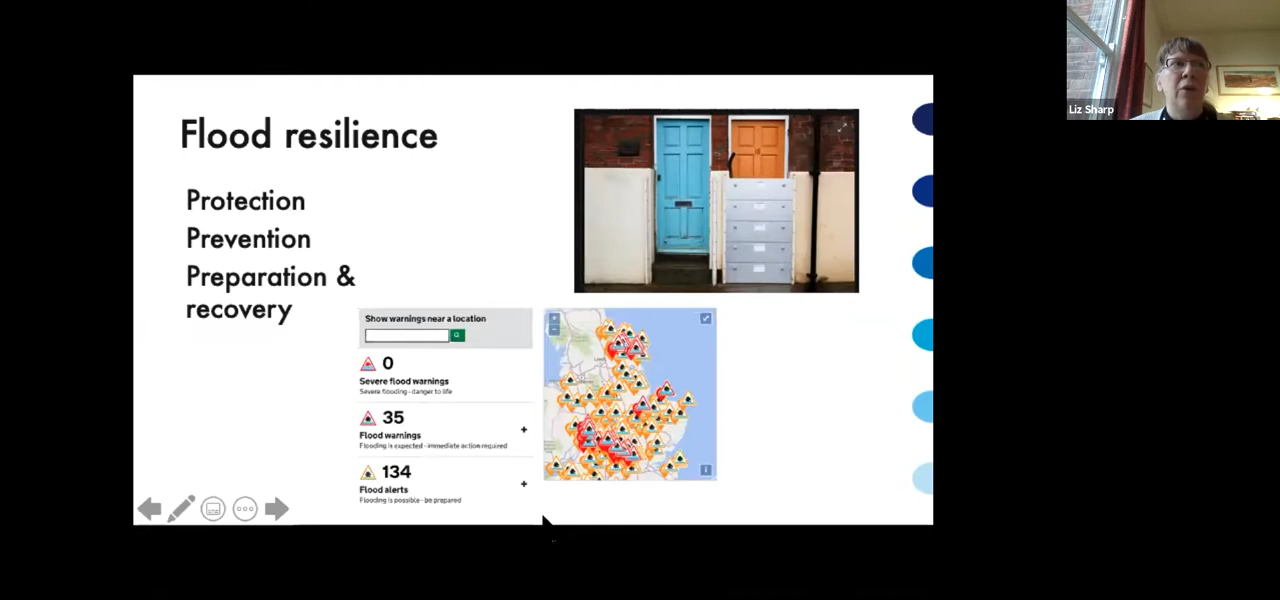 Flood resilience
Protection
Prevention
Preparation &
recovery
Show warnings near a location
0
Severe flood warnings
Severe flooding - danger to life
35
Flood warnings
Flooding is expected - immediate action required
134
Flood alerts
Flooding is possible - be prepared
Liz Sharp